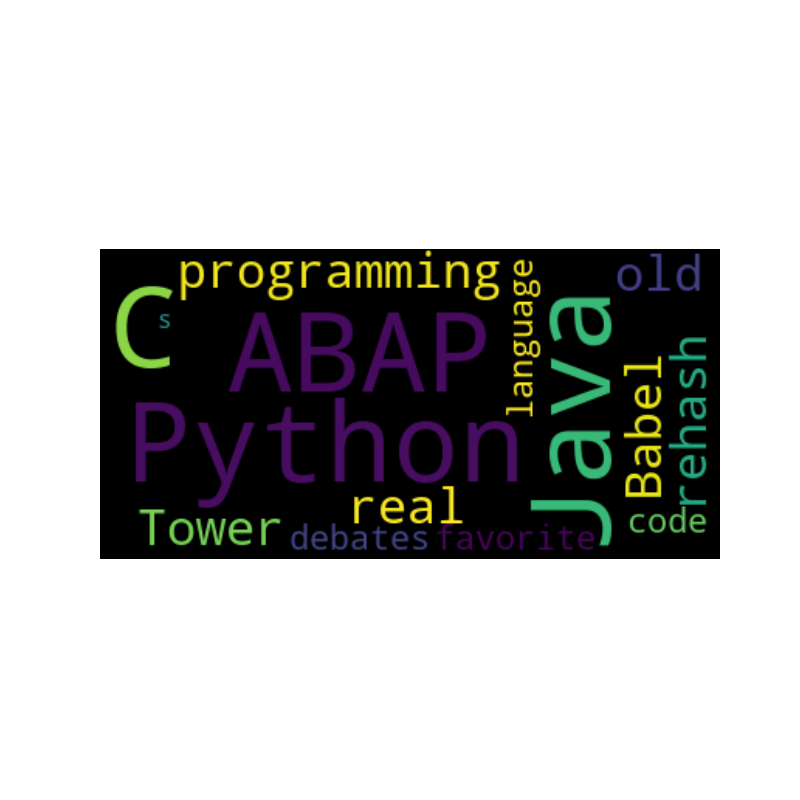 programming
language
old
C
s
ABAP
Java
Babel
rehash
Python
real
code
Tower
debates
favorite